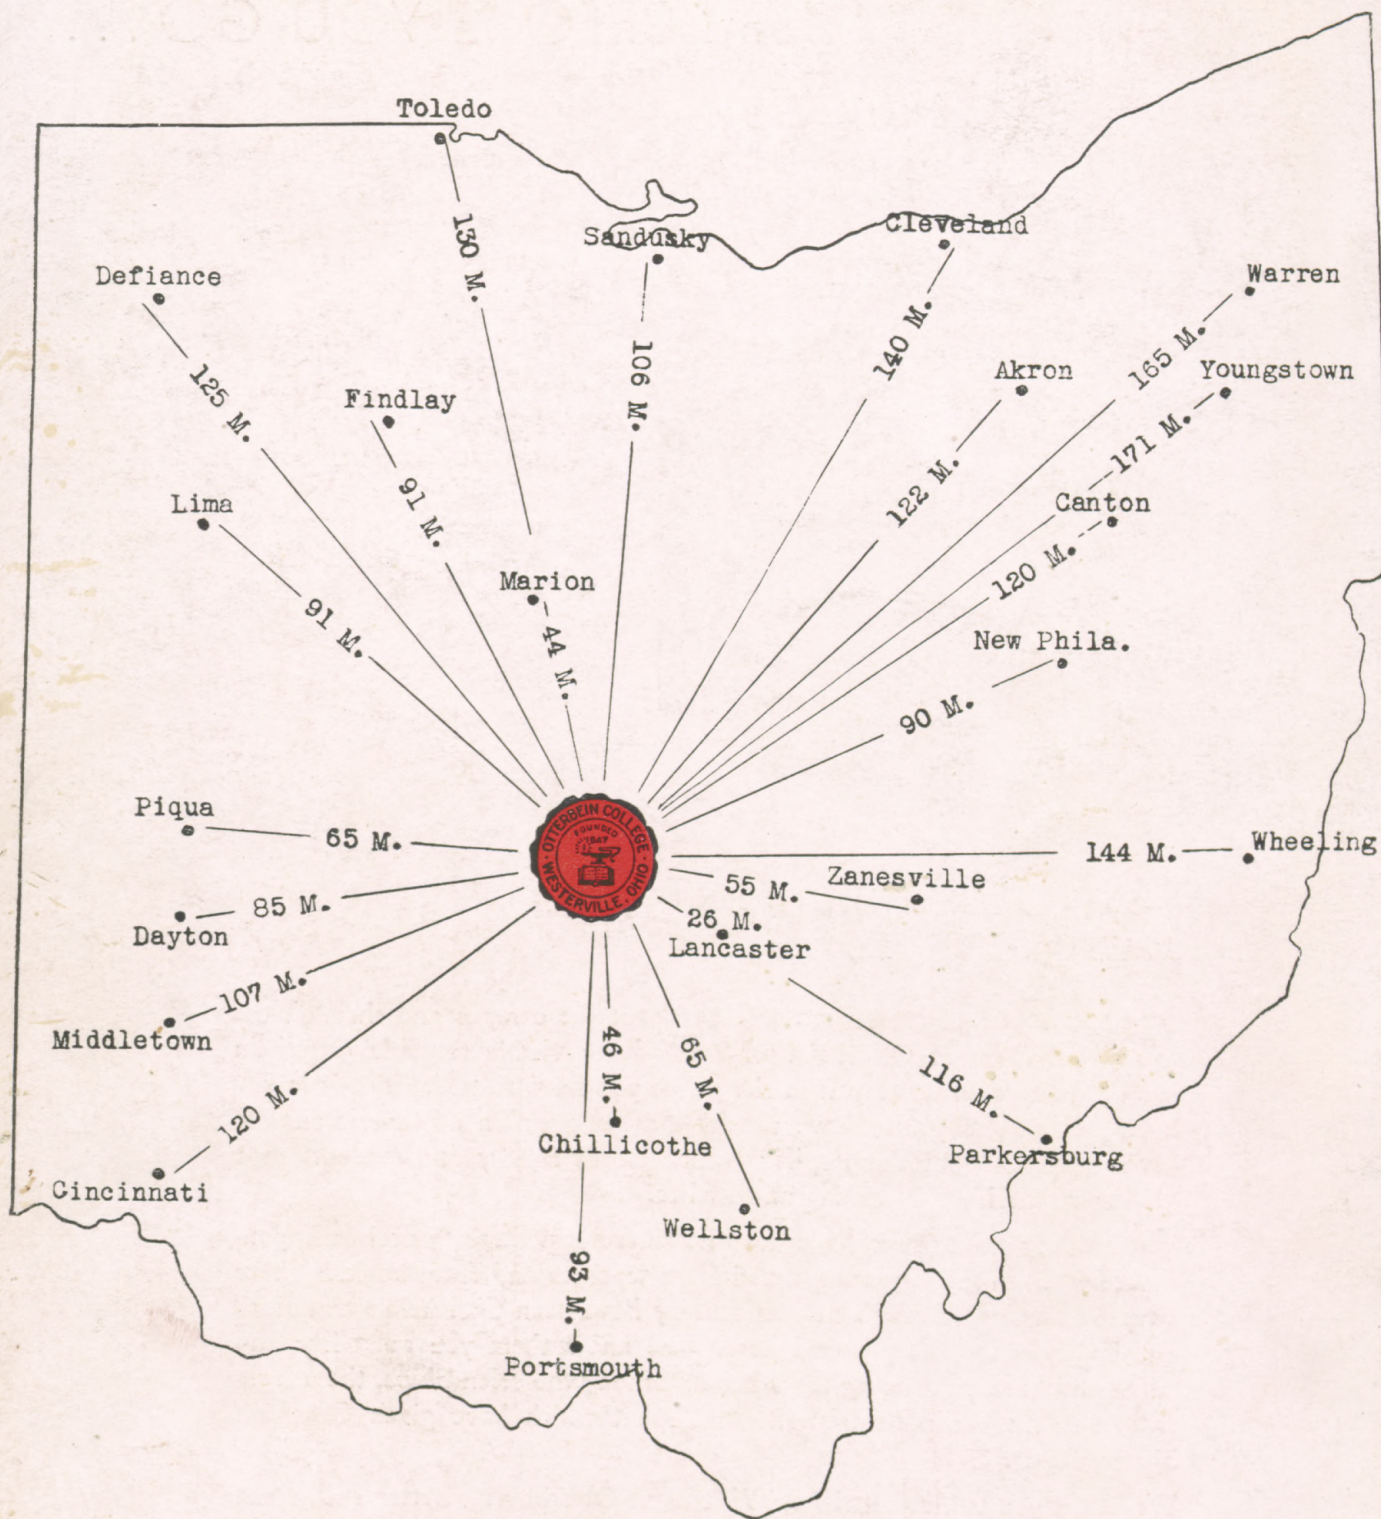 Toledo
130 M.
Sandusky
106 M.
Cleveland
140 M.
Defiance
125 M.
Warren
165 M.
Findlay
91 M.
Akron
122 M.
Youngstown
171 M.
Lima
91 M.
Canton
120 M.
Marion
44 M.
New Phila.
90 M.
Piqua
65 M.
OTTERBEIN COLLEGE
FOUNDED
1847
WESTERVILLE, OHIO
144 M.
Wheeling
55 M.
Zanesville
85 M.
Dayton
26 M.
Lancaster
107 M.
Middletown
46 M.
Chillicothe
65 M.
Wellston
116 M.
Parkersburg
120 M.
Cincinnati
93 M.
Portsmouth